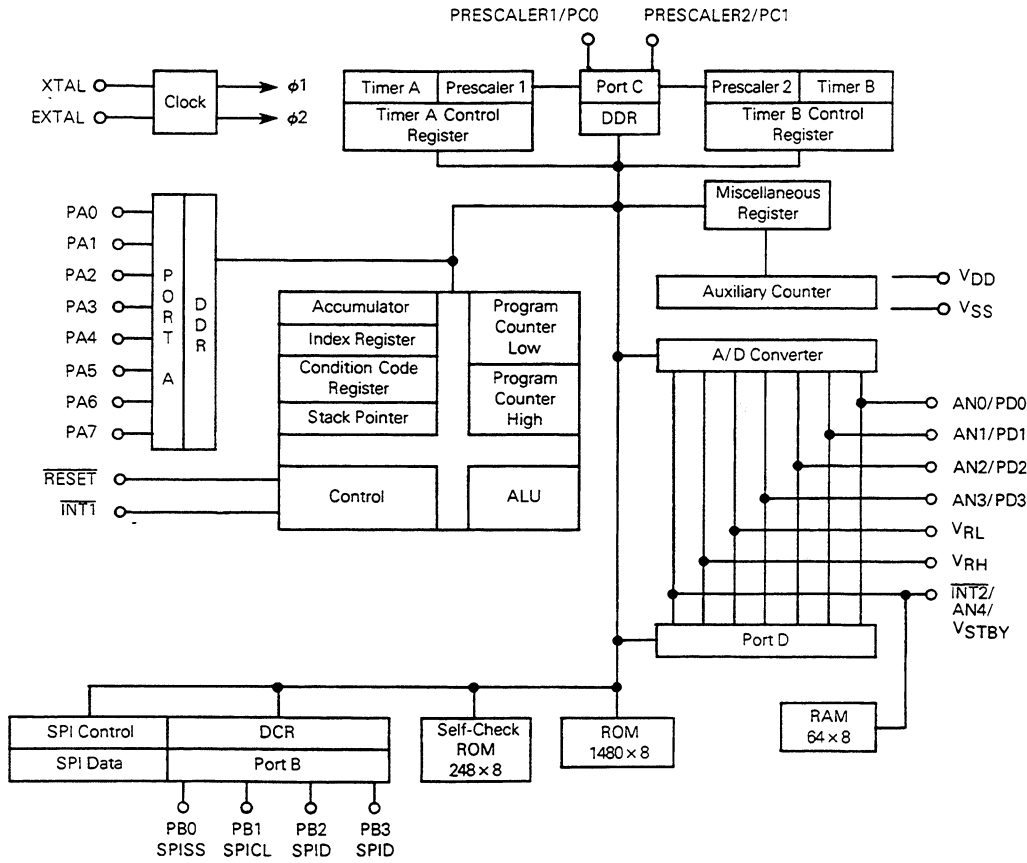 PRESCALER1/PC0
PRESCALER2/PC1
XTAL
EXTAL
Clock
ϕ1
ϕ2
Timer A
Prescaler 1
Timer A Control
Register
Port C
DDR
Prescaler 2
Timer B
Timer B Control
Register
Miscellaneous
Register
Auxiliary Counter
VDD
VSS
PA0
PA1
PA2
PA3
PA4
PA5
PA6
PA7
PORT A
DDR
RESET
INT1
Accumulator
Index Register
Condition Code
Register
Stack Pointer
Program
Counter
Low
Program
Counter
High
Control
ALU
A/D Converter
AN0/PD0
AN1/PD1
AN2/PD2
AN3/PD3
VRL
VRH
INT2/
AN4/
VSTBY
Port D
RAM
64×8
SPI Control
DCR
SPI Data
Port B
Self-Check
ROM
248×8
ROM
1480×8
PB0
SPISS
PB1
SPICL
PB2
SPID
PB3
SPID